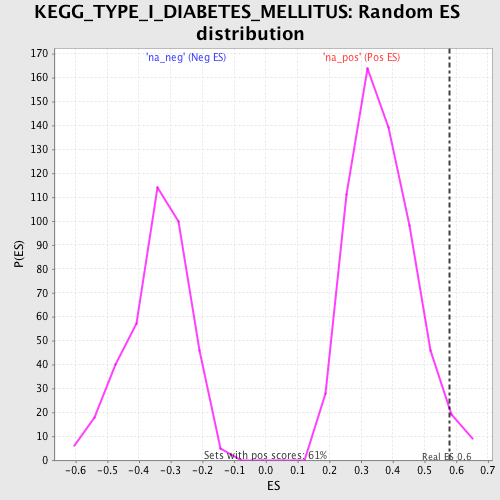 KEGG_TYPE_I_DIABETES_MELLITUS: Random ES
distribution
'na_neg' (Neg ES)
'na_pos' (Pos ES)
170
160
150
140
130
120
110
100
90
80
70
60
50
40
30
20
10
0
P(ES)
Sets with pos scores: 61%
Real ES 0.6
-0.6 -0.5 -0.4 -0.3 -0.2 -0.1 0.0 0.1 0.2 0.3 0.4 0.5 0.6 0.7
ES